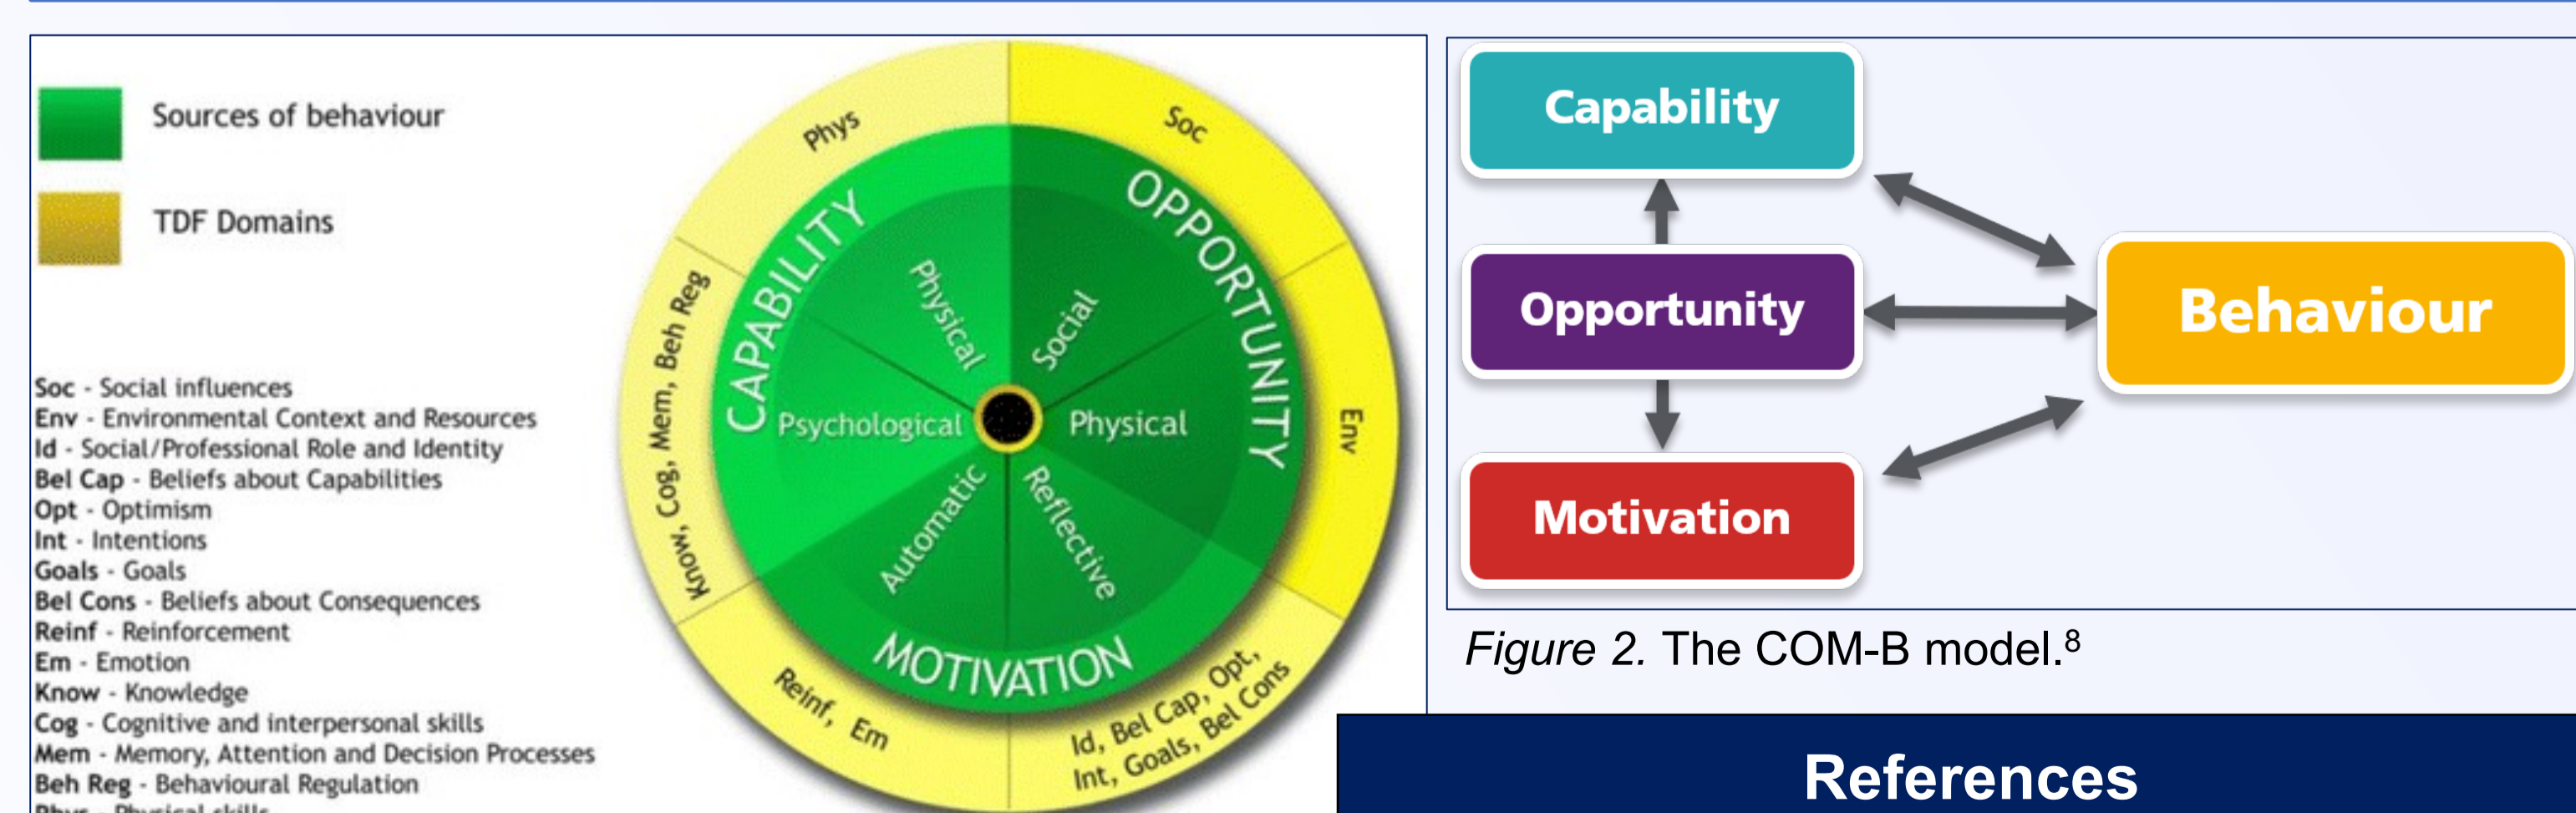 Sources of behaviour
TDF Domains
Soc - Social influences
Env - Environmental Context and Resources
Id - Social/Professional Role and Identity
Bel Cap - Beliefs about Capabilities
Opt - Optimism
Int - Intentions
Goals - Goals
Bel Cons - Beliefs about Consequences
Reinf - Reinforcement
Em - Emotion
Know - Knowledge
Cog - Cognitive and interpersonal skills
Mem - Memory, Attention and Decision Processes
Beh Reg - Behavioural Regulation
Phys - Physical skills
Phys
Soc
Know, Cog, Mem, Beh Reg
Env
Reinf, Em
Id, Bel Cap, Opt,
Int, Goals, Bel Cons
CAPABILITY
OPPORTUNITY
MOTIVATION
Physical
Social
Psychological
Physical
Automatic
Reflective
Capability
Opportunity
Motivation
Behaviour
Figure 2. The COM-B model.⁸
References